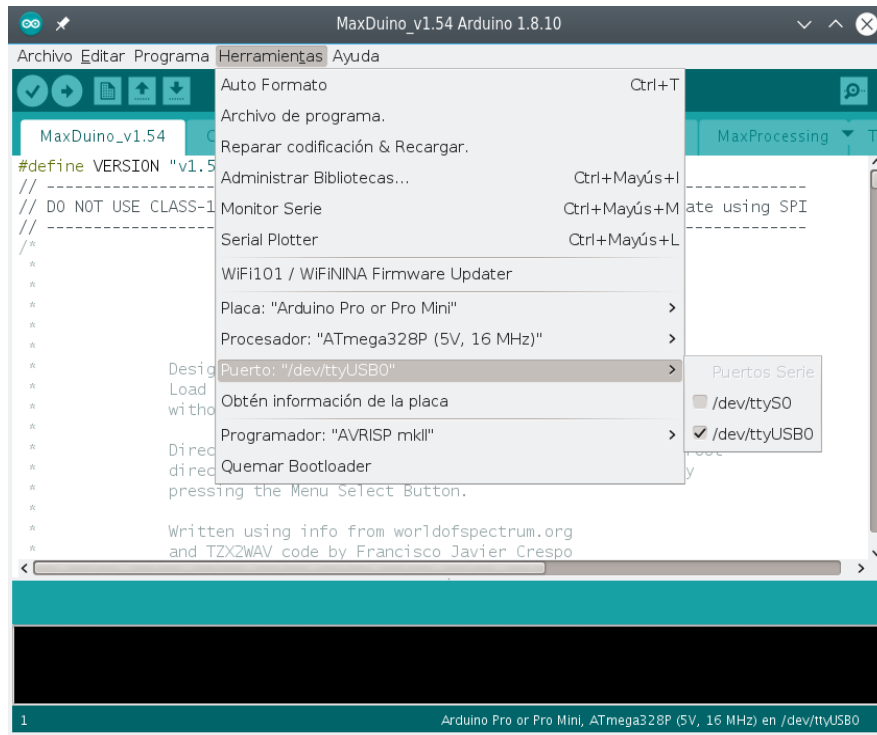 MaxDuino_v1.54 Arduino 1.8.10
Archivo Editar Programa Herramientas Ayuda
MaxDuino_v1.54
MaxProcessing
#define VERSION "v1.5
// -----------------
// DO NOT USE CLASS-1
ate using SPI
// -----------------
/*
*
*
*
*
*
* Desig
* Load
* witho
*
* Direc
* direc
y
* pressing the Menu Select Button.
*
* Written using info from worldofspectrum.org
* and TZX2WAV code by Francisco Javier Crespo
Auto Formato Ctrl+T
Archivo de programa.
Reparar codificación & Recargar.
Administrar Bibliotecas... Ctrl+Mayús+I
Monitor Serie Ctrl+Mayús+M
Serial Plotter Ctrl+Mayús+L
WiFi101 / WiFiNINA Firmware Updater
Placa: "Arduino Pro or Pro Mini"
Procesador: "ATmega328P (5V, 16 MHz)"
Puerto: "/dev/ttyUSB0"
Obtén información de la placa
Programador: "AVRISP mkII"
Quemar Bootloader
Puertos Serie
/dev/ttyS0
/dev/ttyUSB0
1
Arduino Pro or Pro Mini, ATmega328P (5V, 16 MHz) en /dev/ttyUSB0